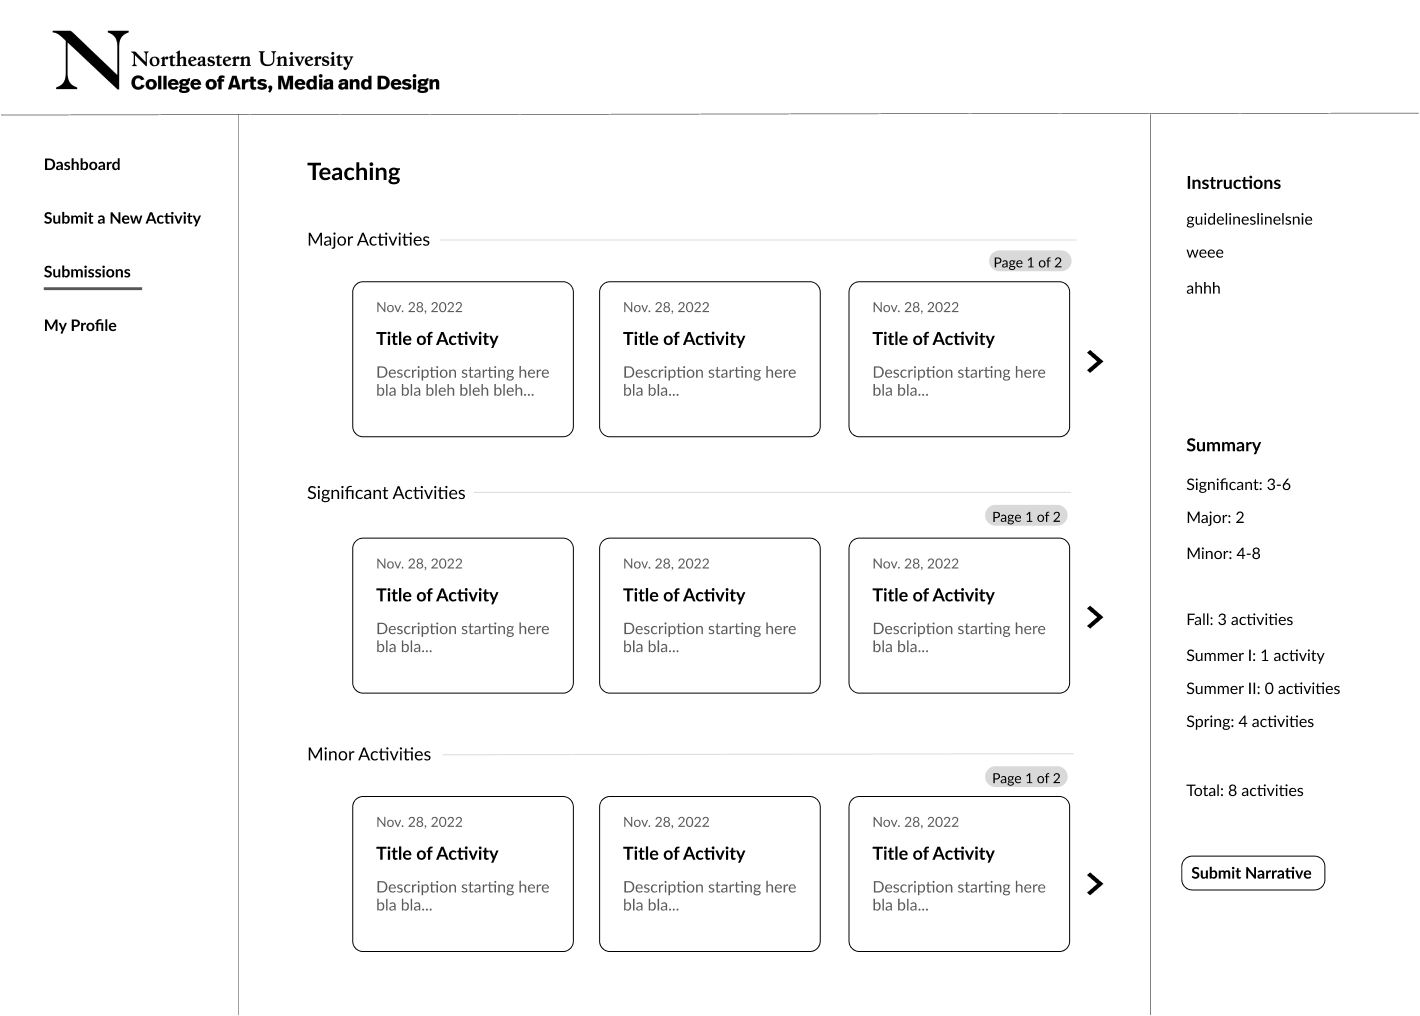 N Northeastern University
College of Arts, Media and Design
Dashboard
Submit a New Activity
Submissions
My Profile
Teaching
Major Activities
Page 1 of 2
Nov. 28, 2022
Title of Activity
Description starting here
bla bla bleh bleh bleh...
Nov. 28, 2022
Title of Activity
Description starting here
bla bla...
Nov. 28, 2022
Title of Activity
Description starting here
bla bla...
Significant Activities
Page 1 of 2
Nov. 28, 2022
Title of Activity
Description starting here
bla bla...
Nov. 28, 2022
Title of Activity
Description starting here
bla bla...
Nov. 28, 2022
Title of Activity
Description starting here
bla bla...
Minor Activities
Page 1 of 2
Nov. 28, 2022
Title of Activity
Description starting here
bla bla...
Nov. 28, 2022
Title of Activity
Description starting here
bla bla...
Nov. 28, 2022
Title of Activity
Description starting here
bla bla...
Instructions
guidelineslinelsnie
weee
ahhh
Summary
Significant: 3-6
Major: 2
Minor: 4-8
Fall: 3 activities
Summer I: 1 activity
Summer II: 0 activities
Spring: 4 activities
Total: 8 activities
Submit Narrative